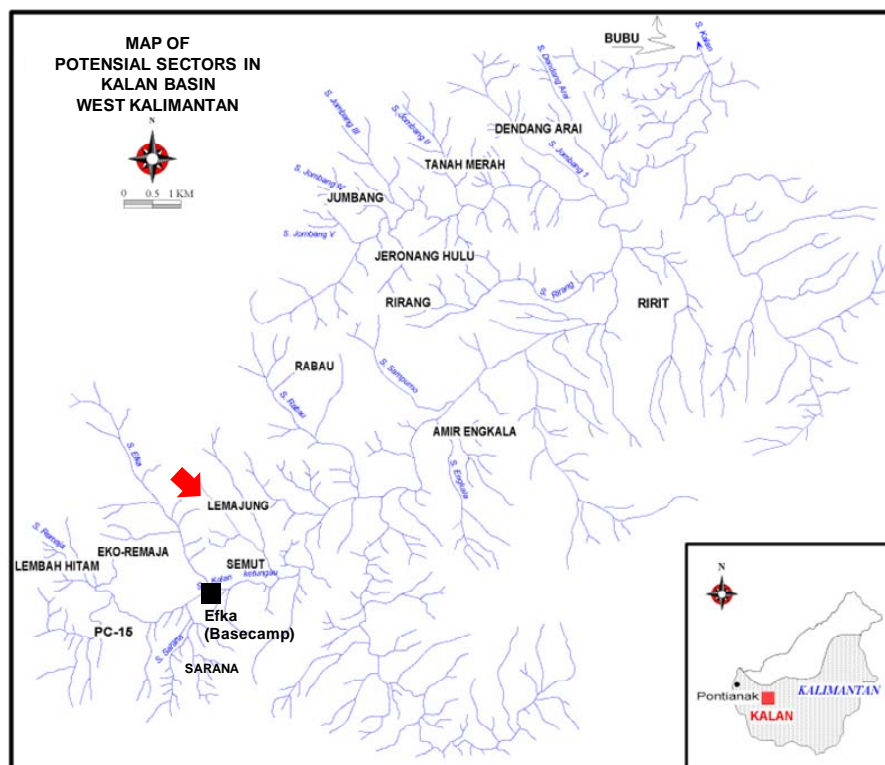 MAP OF
POTENSIAL SECTORS IN
KALAN BASIN
WEST KALIMANTAN
N
0 0.5 1 KM
BUBU
S. Kalan
S. Dendang Arai
S. Jombang III
S. Jombang II
DENDANG ARAI
TANAH MERAH
S. Jombang 1
S. Jombang IV
JUMBANG
S. Jombang V
JERONANG HULU
RIRANG
S. Rirang
RIRIT
RABAU
S. Sampurno
S. Rabau
AMIR ENGKALA
S. Engkala
S. Efka
LEMAJUNG
S. Remaja
EKO-REMAJA
LEMBAH HITAM
SEMUT
S. Kalan ketungau
Efka
(Basecamp)
PC-15
S. Sarana
SARANA
N
Pontianak
KALIMANTAN
KALAN